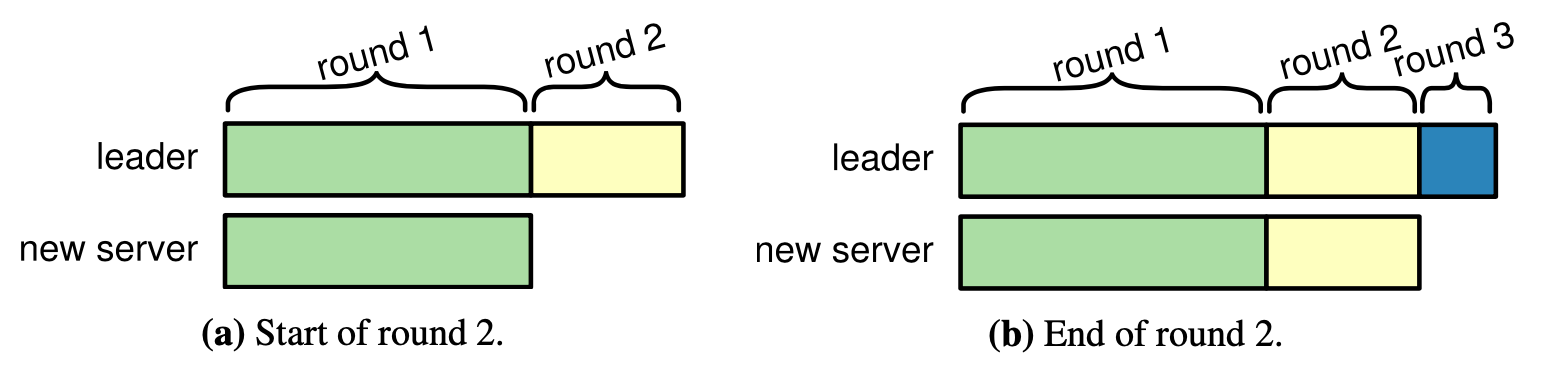 round 1
round 2
leader
new server
(a) Start of round 2.
round 1
round 2
round 3
leader
new server
(b) End of round 2.